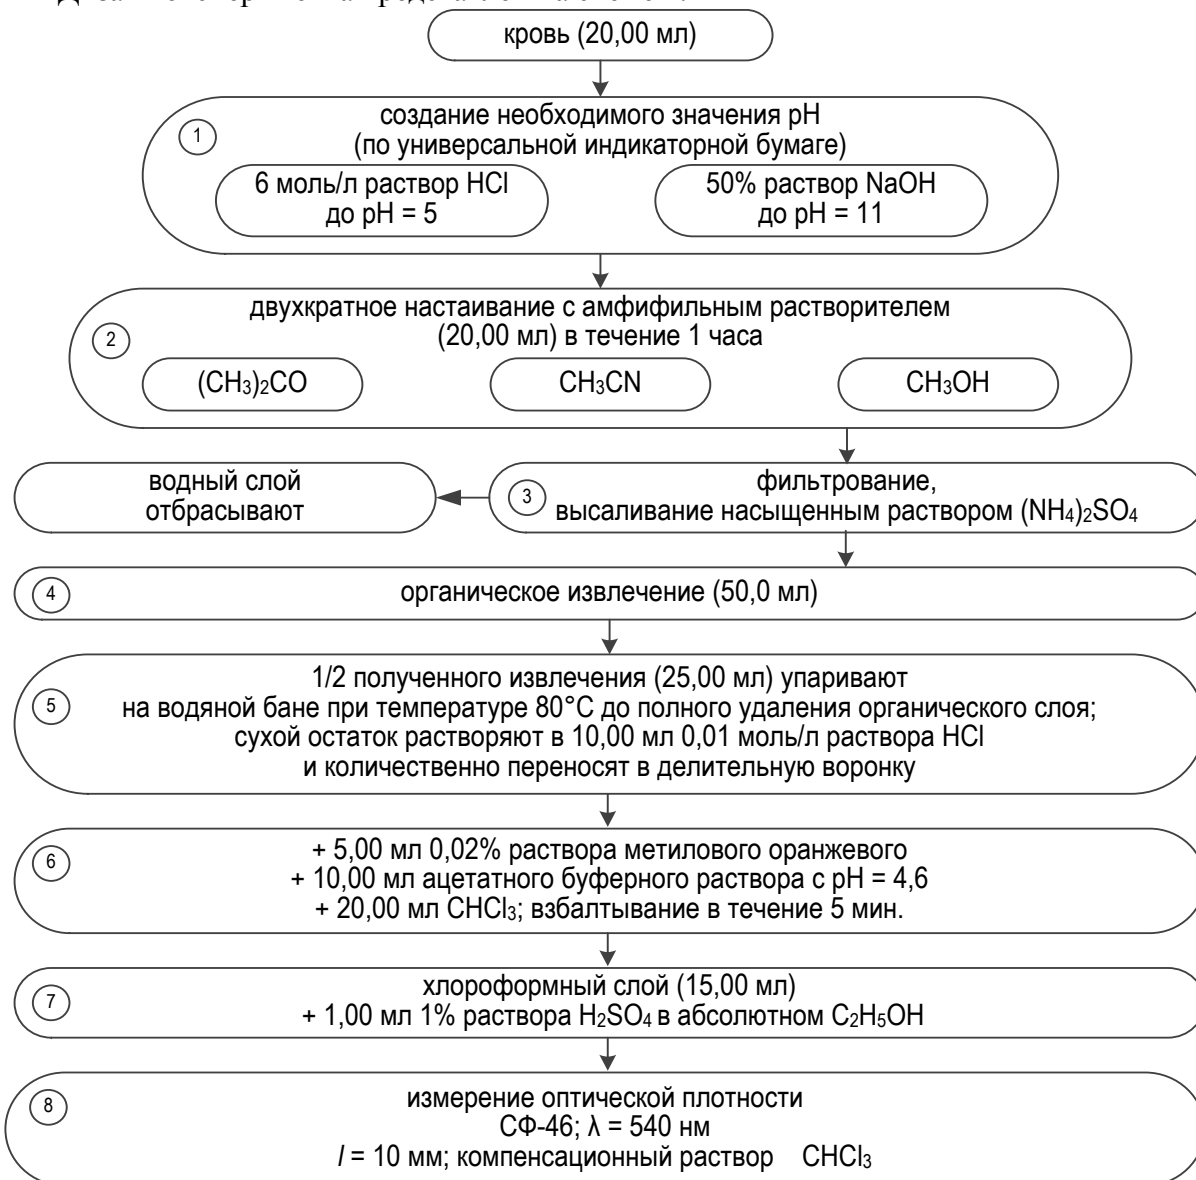 кровь (20,00 мл)
1
создание необходимого значения pH
(по универсальной индикаторной бумаге)
6 моль/л раствор HCl
до pH = 5
50% раствор NaOH
до pH = 11
2
двухкратное настаивание с амфифильным растворителем
(20,00 мл) в течение 1 часа
(CH₃)₂CO
CH₃CN
CH₃OH
водный слой
отбрасывают
3
фильтрование,
высаливание насыщенным раствором (NH₄)₂SO₄
4
органическое извлечение (50,0 мл)
5
1/2 полученного извлечения (25,00 мл) упаривают
на водяной бане при температуре 80°С до полного удаления органического слоя;
сухой остаток растворяют в 10,00 мл 0,01 моль/л раствора HCl
и количественно переносят в делительную воронку
6
+ 5,00 мл 0,02% раствора метилового оранжевого
+ 10,00 мл ацетатного буферного раствора с pH = 4,6
+ 20,00 мл CHCl₃; взбалтывание в течение 5 мин.
7
хлороформный слой (15,00 мл)
+ 1,00 мл 1% раствора H₂SO₄ в абсолютном C₂H₅OH
8
измерение оптической плотности
СФ-46; λ = 540 нм
l = 10 мм; компенсационный раствор CHCl₃